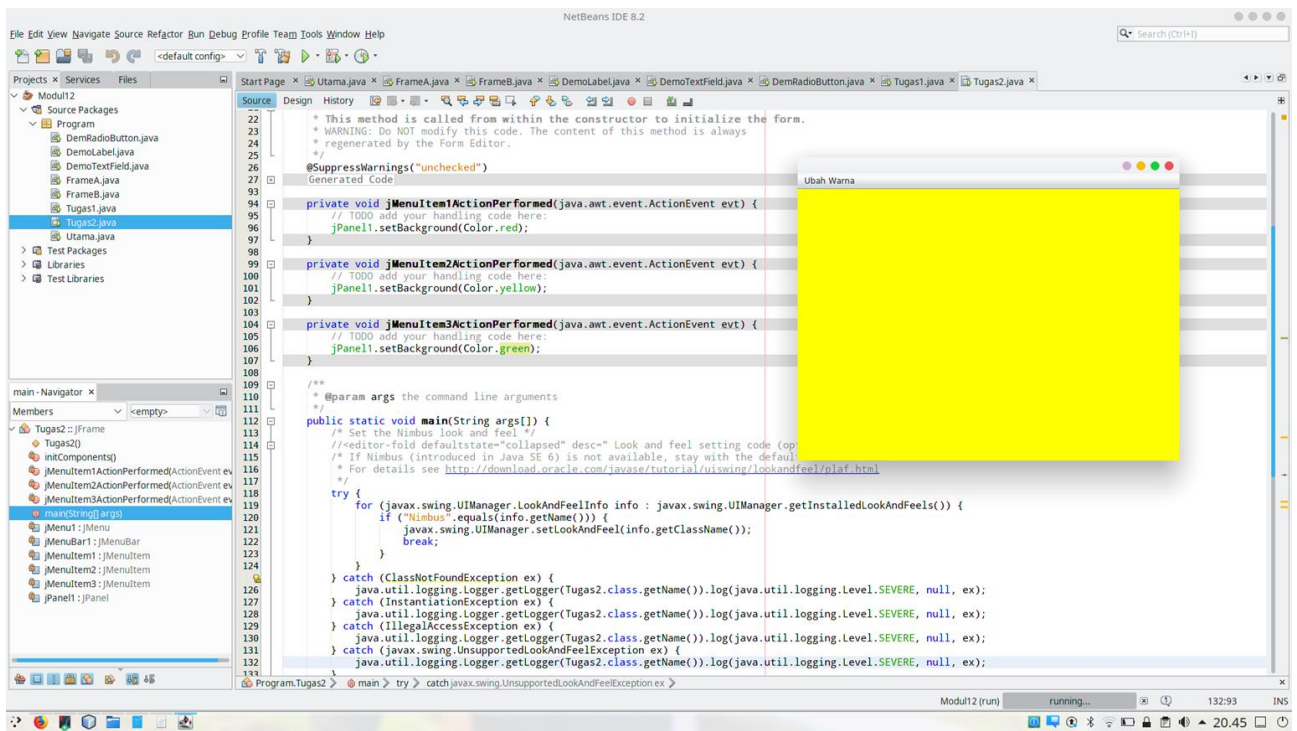 NetBeans IDE 8.2
File Edit View Navigate Source Refactor Run Debug Profile Team Tools Window Help
Search (Ctrl+I)
<default config>
Projects × Services Files
Start Page × Utama.java × FrameA.java × FrameB.java × DemoLabel.java × DemoTextField.java × DemRadioButton.java × Tugas1.java × Tugas2.java ×
Source Design History
Modul12
Source Packages
Program
DemRadioButton.java
DemoLabel.java
DemoTextField.java
FrameA.java
FrameB.java
Tugas1.java
Tugas2.java
Utama.java
Test Packages
Libraries
Test Libraries
main - Navigator ×
Members <empty>
Tugas2 :: JFrame
Tugas2()
initComponents()
jMenuItem1ActionPerformed(ActionEvent ev
jMenuItem2ActionPerformed(ActionEvent ev
jMenuItem3ActionPerformed(ActionEvent ev
main(String[] args)
jMenu1 : JMenu
jMenuBar1 : JMenuBar
jMenuItem1 : JMenuItem
jMenuItem2 : JMenuItem
jMenuItem3 : JMenuItem
jPanel1 : JPanel
22 * This method is called from within the constructor to initialize the form.
23 * WARNING: Do NOT modify this code. The content of this method is always
24 * regenerated by the Form Editor.
25 */
26 @SuppressWarnings("unchecked")
27 Generated Code
93
94 private void jMenuItem1ActionPerformed(java.awt.event.ActionEvent evt) {
95 // TODO add your handling code here:
96 jPanel1.setBackground(Color.red);
97 }
98
99 private void jMenuItem2ActionPerformed(java.awt.event.ActionEvent evt) {
100 // TODO add your handling code here:
101 jPanel1.setBackground(Color.yellow);
102 }
103
104 private void jMenuItem3ActionPerformed(java.awt.event.ActionEvent evt) {
105 // TODO add your handling code here:
106 jPanel1.setBackground(Color.green);
107 }
108
109 /**
110 * @param args the command line arguments
111 */
112 public static void main(String args[]) {
113 /* Set the Nimbus look and feel */
114 //<editor-fold defaultstate="collapsed" desc=" Look and feel setting code (op
115 /* If Nimbus (introduced in Java SE 6) is not available, stay with the defaul
116 * For details see http://download.oracle.com/javase/tutorial/uiswing/lookandfeel/plaf.html
117 */
118 try {
119 for (javax.swing.UIManager.LookAndFeelInfo info : javax.swing.UIManager.getInstalledLookAndFeels()) {
120 if ("Nimbus".equals(info.getName())) {
121 javax.swing.UIManager.setLookAndFeel(info.getClassName());
122 break;
123 }
124 }
} catch (ClassNotFoundException ex) {
126 java.util.logging.Logger.getLogger(Tugas2.class.getName()).log(java.util.logging.Level.SEVERE, null, ex);
127 } catch (InstantiationException ex) {
128 java.util.logging.Logger.getLogger(Tugas2.class.getName()).log(java.util.logging.Level.SEVERE, null, ex);
129 } catch (IllegalAccessException ex) {
130 java.util.logging.Logger.getLogger(Tugas2.class.getName()).log(java.util.logging.Level.SEVERE, null, ex);
131 } catch (javax.swing.UnsupportedLookAndFeelException ex) {
132 java.util.logging.Logger.getLogger(Tugas2.class.getName()).log(java.util.logging.Level.SEVERE, null, ex);
133 }
Ubah Warna
Program.Tugas2 main try catch javax.swing.UnsupportedLookAndFeelException ex
Modul12 (run) running... 132:93 INS
20.45